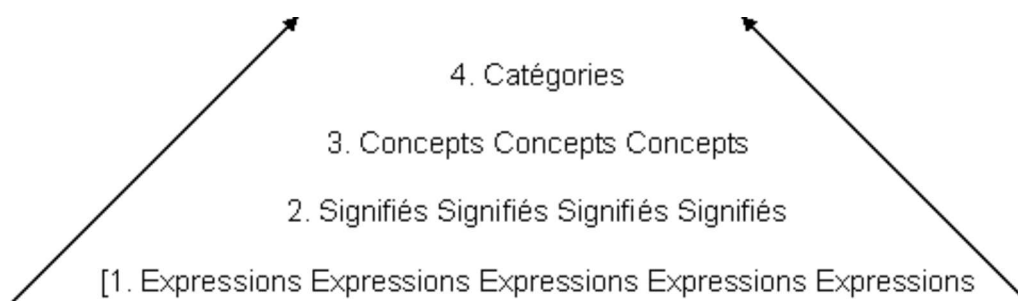 4. Catégories
3. Concepts Concepts Concepts
2. Signifiés Signifiés Signifiés Signifiés
[1. Expressions Expressions Expressions Expressions Expressions